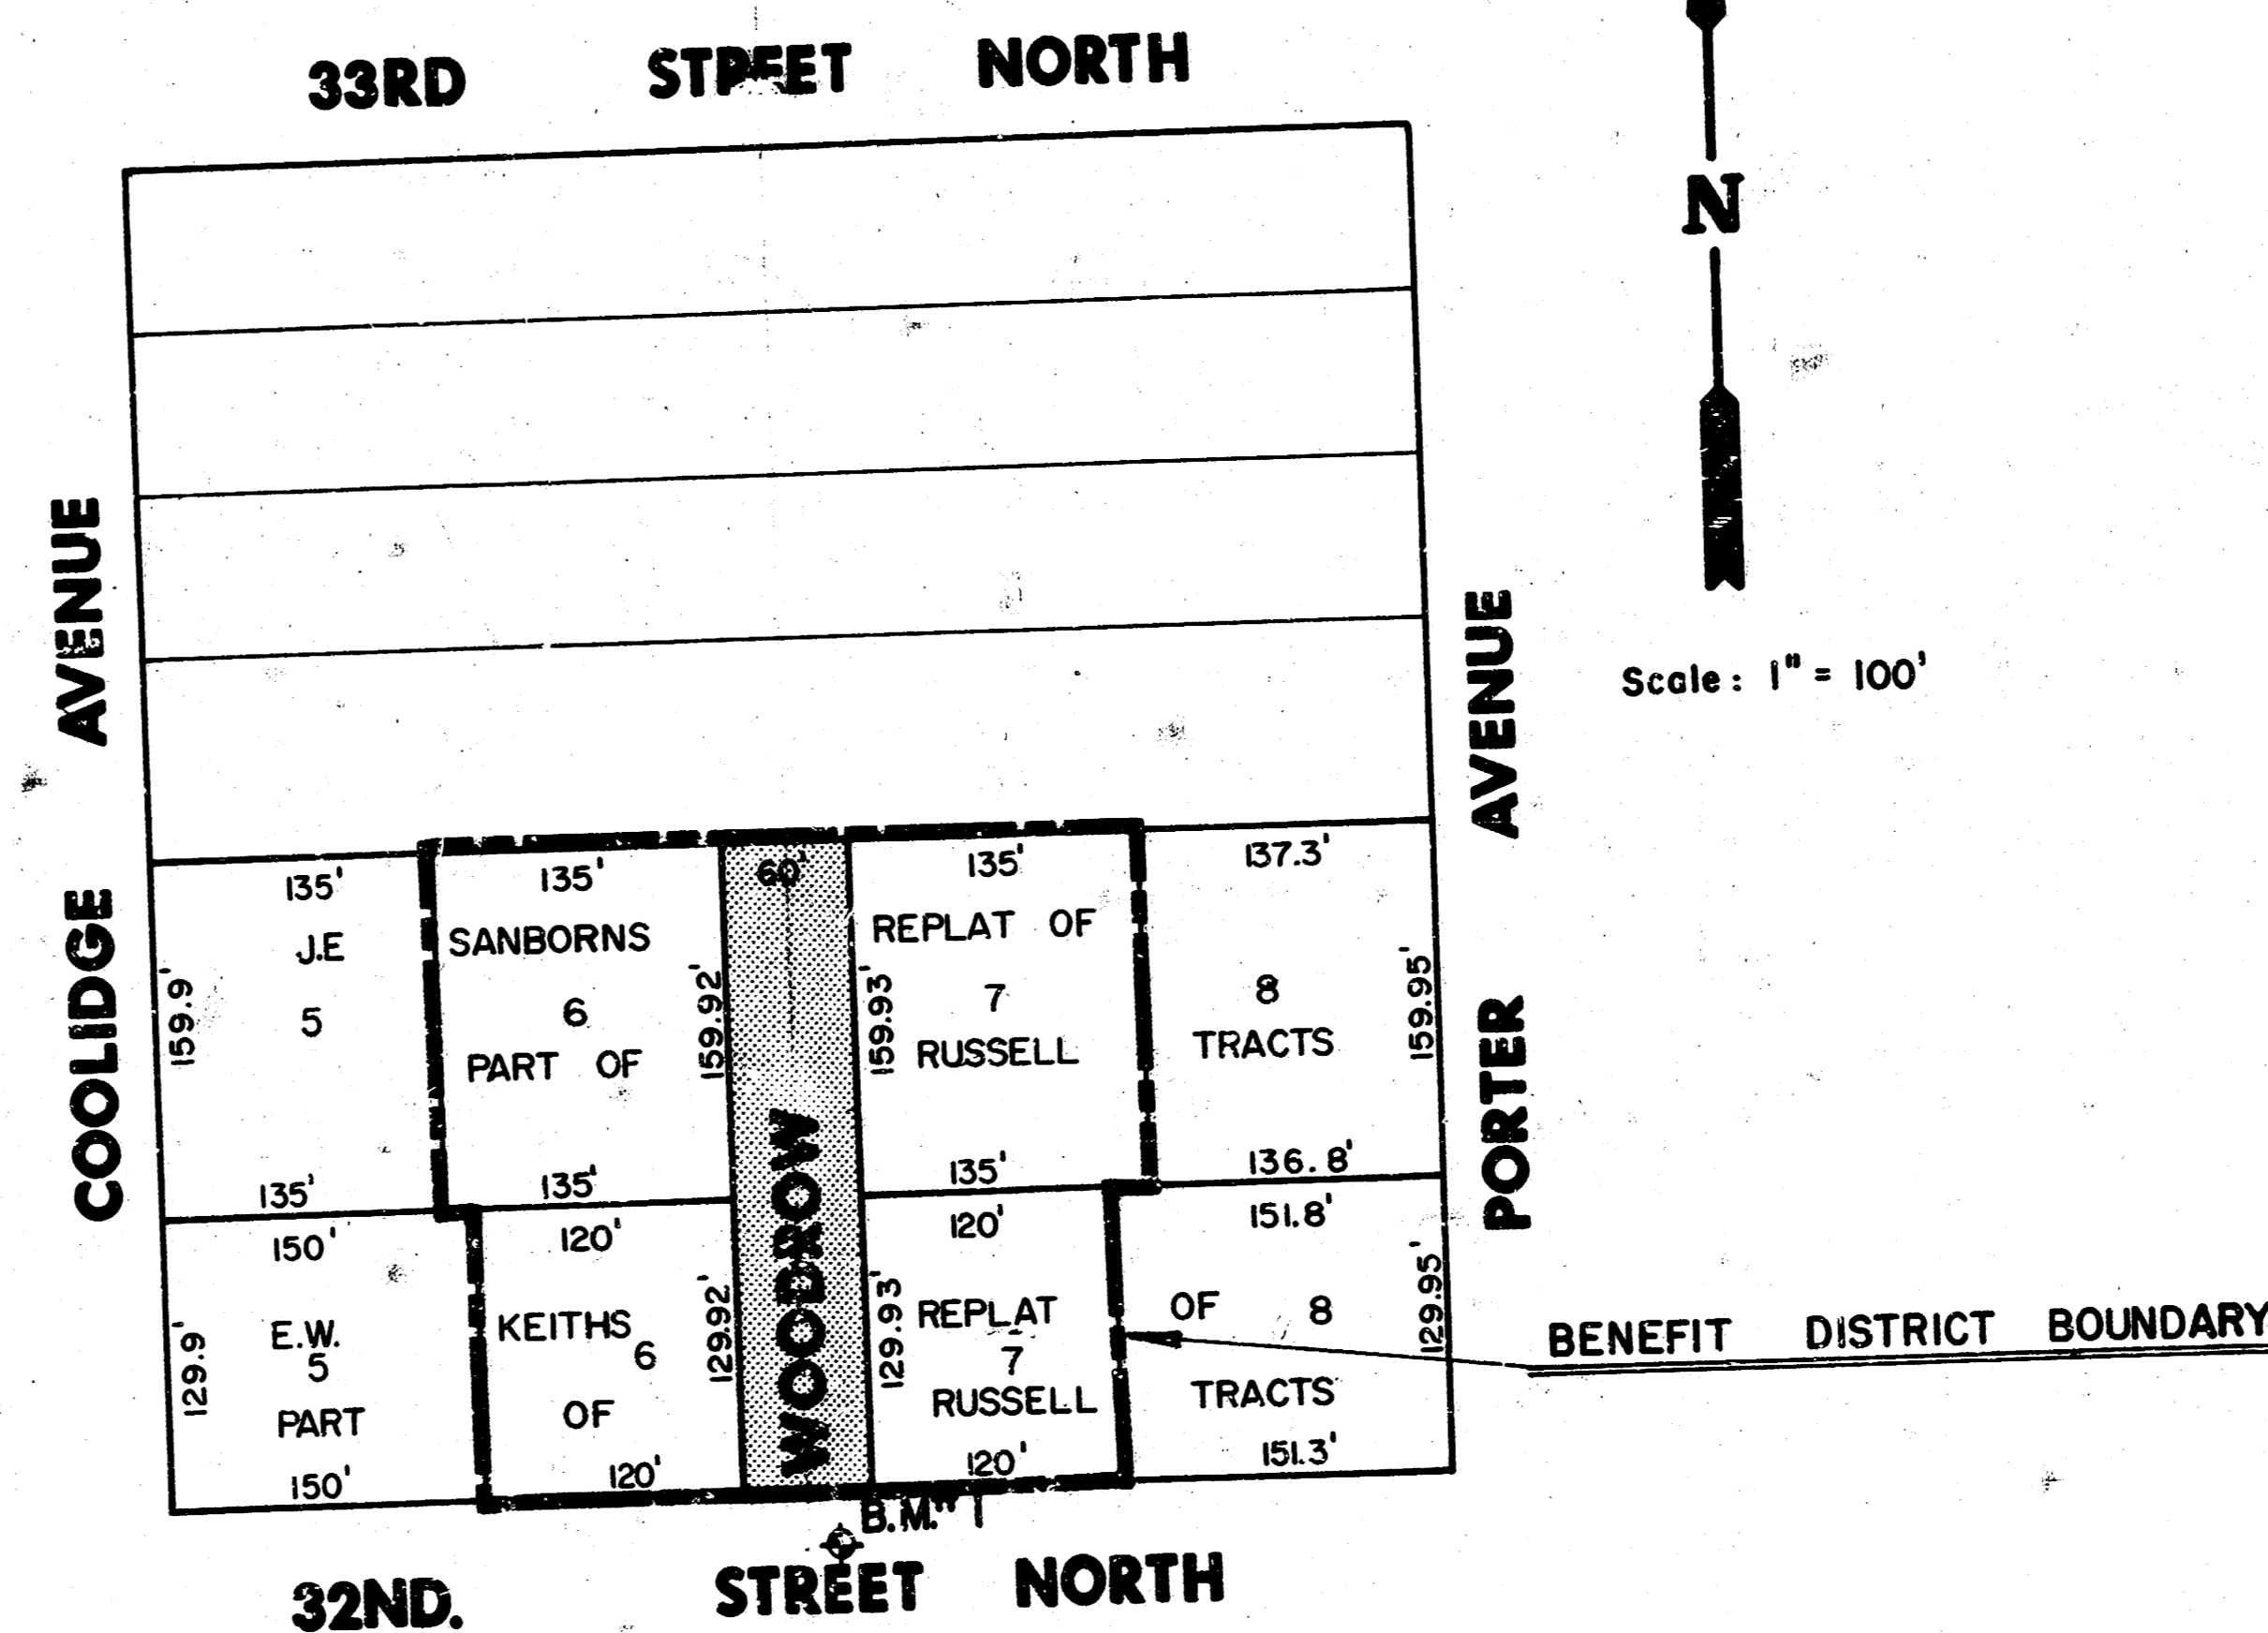 33RD STREET NORTH
N
Scale: 1" = 100'
COOLIDGE AVENUE
PORTER AVENUE
135' 135' 60' 135' 137.3'
J.E SANBORNS REPLAT OF
5 6 7 8
PART OF RUSSELL TRACTS
159.9' 159.92' 159.93' 159.95'
135' 135' 135' 136.8'
150' 120' 120' 151.8'
WOODROW
E.W. KEITHS REPLAT OF 8
5 6 7
PART OF RUSSELL TRACTS
129.9' 129.92' 129.93' 129.95'
150' 120' 120' 151.3'
BENEFIT DISTRICT BOUNDARY
B.M." 1
32ND. STREET NORTH